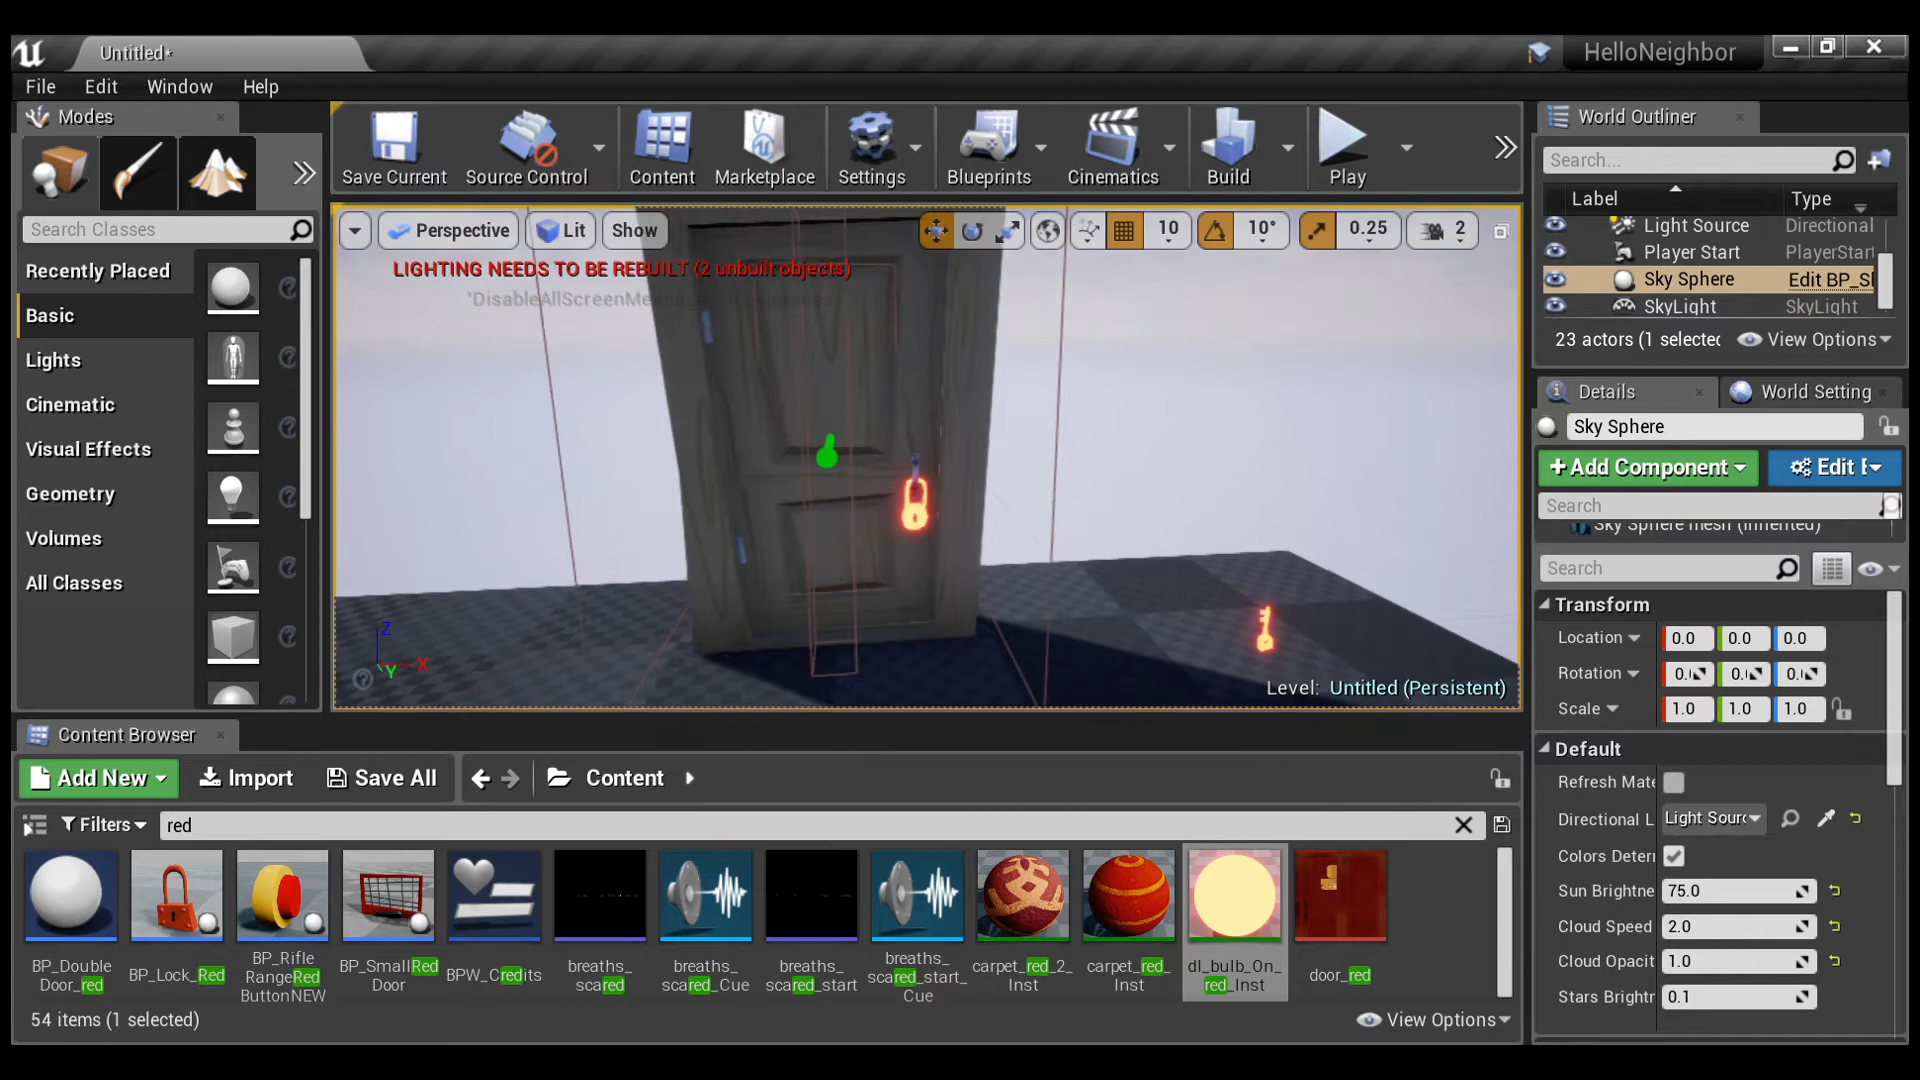 Untitled*
HelloNeighbor
File Edit Window Help
Modes
Search Classes
Recently Placed
Basic
Lights
Cinematic
Visual Effects
Geometry
Volumes
All Classes
Save Current
Source Control
Content
Marketplace
Settings
Blueprints
Cinematics
Build
Play
Perspective
Lit
Show
10
10°
0.25
2
LIGHTING NEEDS TO BE REBUILT (2 unbuilt objects)
Z
X
Y
Level: Untitled (Persistent)
World Outliner
Search...
Label Type
Light Source Directional
Player Start PlayerStart
Sky Sphere Edit BP_Sl
SkyLight SkyLight
23 actors (1 selected
View Options
Details
World Setting
Sky Sphere
+Add Component
Edit B
Search
Sky Sphere mesh (Inherited)
Search
Transform
Location 0.0 0.0 0.0
Rotation 0.( 0.( 0.(
Scale 1.0 1.0 1.0
Default
Refresh Mate
Directional L Light Sourc
Colors Deterr
Sun Brightne 75.0
Cloud Speed 2.0
Cloud Opacit 1.0
Stars Brightr 0.1
Content Browser
Add New
Import
Save All
Content
Filters
red
BP_Double
Door_red
BP_Lock_Red
BP_Rifle
RangeRed
ButtonNEW
BP_SmallRed
Door
BPW_Credits
breaths_
scared
breaths_
scared_Cue
breaths_
scared_start
breaths_
scared_start_
Cue
carpet_red_2_
Inst
carpet_red_
Inst
dl_bulb_On_
red_Inst
door_red
54 items (1 selected)
View Options